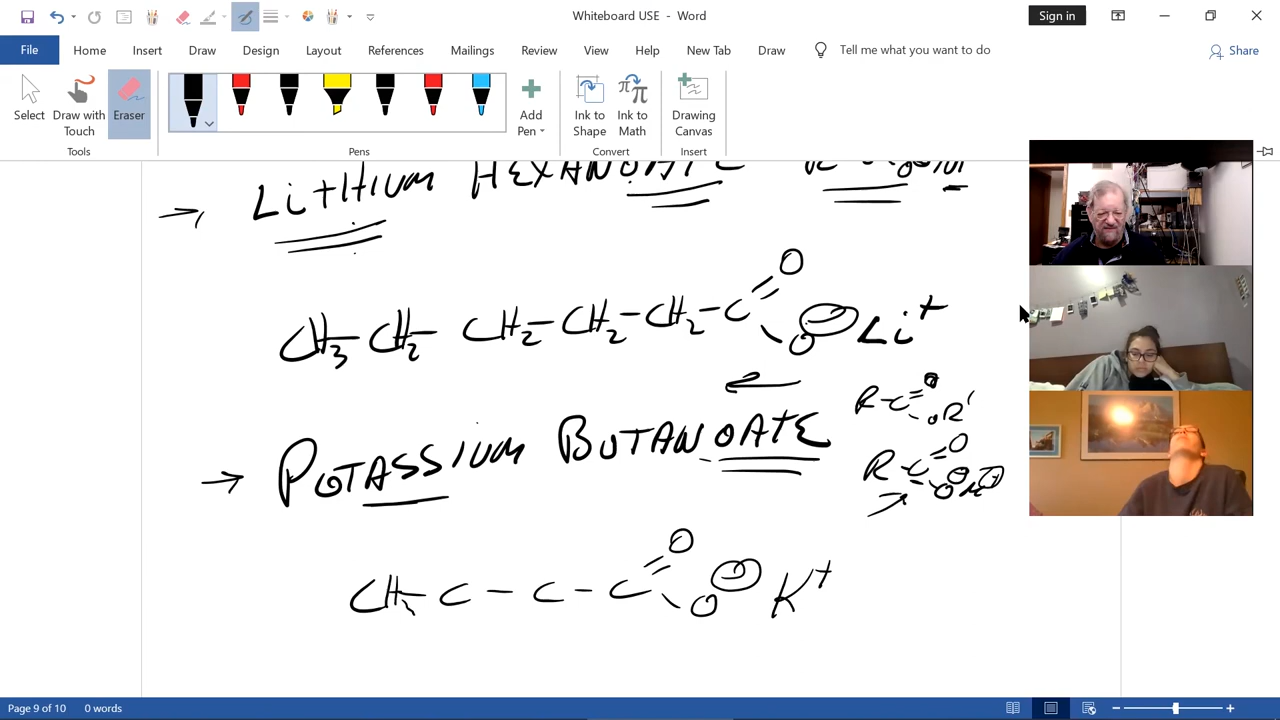 Whiteboard USE - Word
Sign in
File Home Insert Draw Design Layout References Mailings Review View Help New Tab Draw Tell me what you want to do Share
Select Draw with Touch Eraser Add Pen Ink to Shape Ink to Math Drawing Canvas
Tools Pens Convert Insert
→ LITHIUM HEXANOATE
CH3-CH2 CH2-CH2-CH2-C=O O⊖ Li+
←
R-C=O OR'
→ POTASSIUM BUTANOATE
R-C=O O⊖ M⊕
CH3-C-C-C=O O⊖ K+
Page 9 of 10 0 words